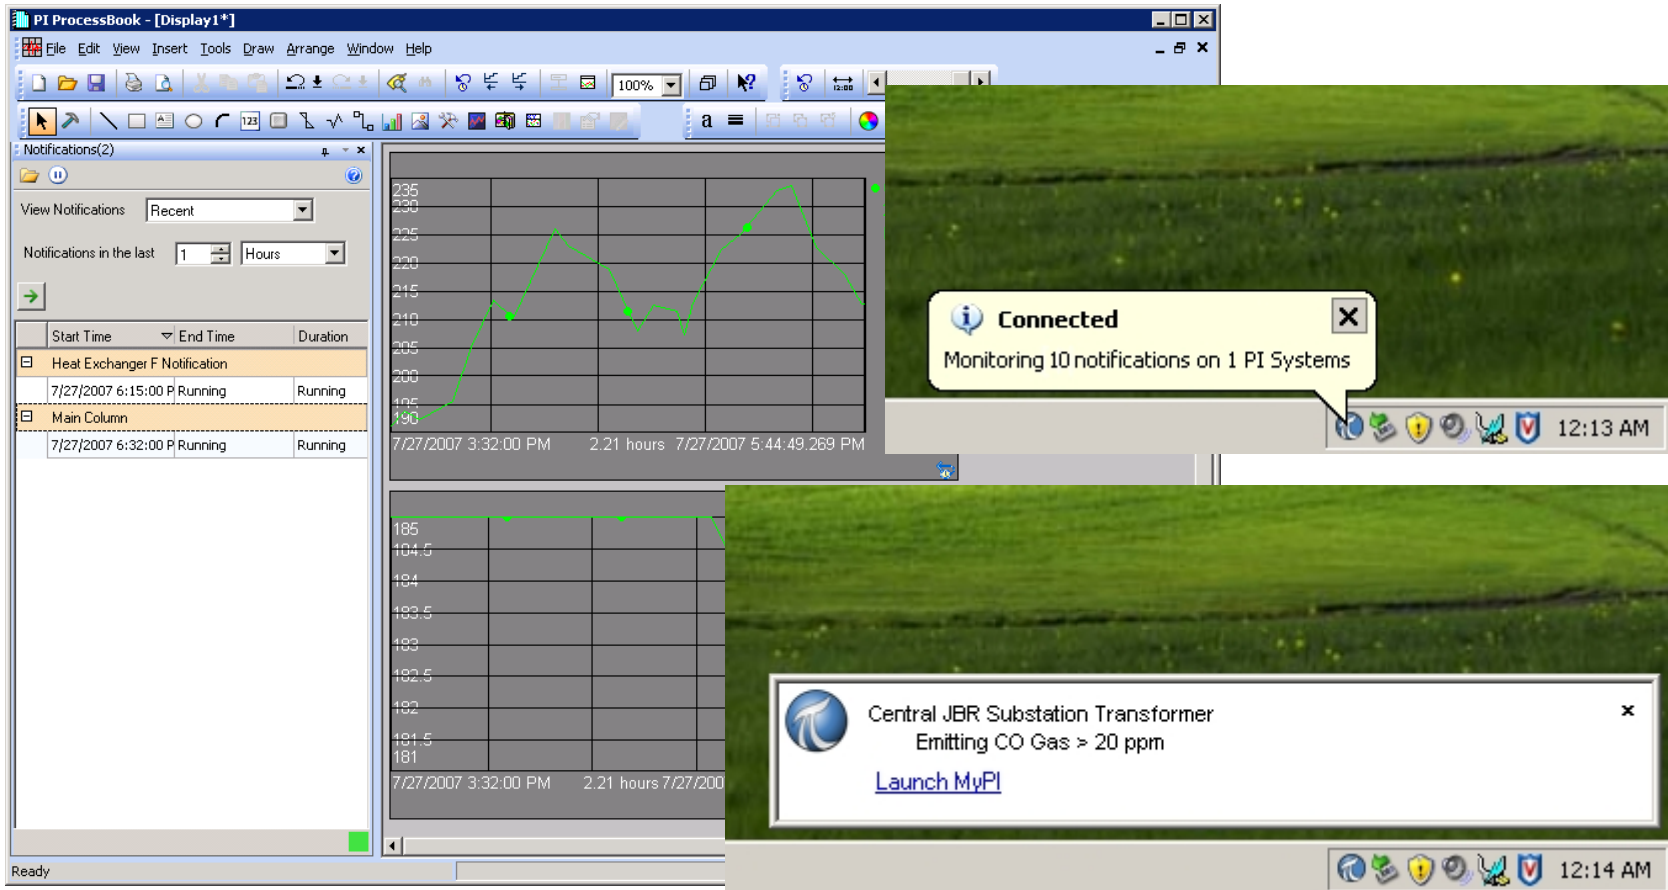 PI ProcessBook - [Display1*]
File Edit View Insert Tools Draw Arrange Window Help
100%
12:00
123
a
Notifications(2)
View Notifications Recent
Notifications in the last 1 Hours
Start Time End Time Duration
Heat Exchanger F Notification
7/27/2007 6:15:00 P Running Running
Main Column
7/27/2007 6:32:00 P Running Running
Ready
235
230
225
220
215
210
205
200
195
190
7/27/2007 3:32:00 PM 2.21 hours 7/27/2007 5:44:49.269 PM
185
184.5
184
183.5
183
182.5
182
181.5
181
7/27/2007 3:32:00 PM 2.21 hours 7/27/200
Connected
Monitoring 10 notifications on 1 PI Systems
12:13 AM
Central JBR Substation Transformer
Emitting CO Gas > 20 ppm
Launch MyPI
12:14 AM